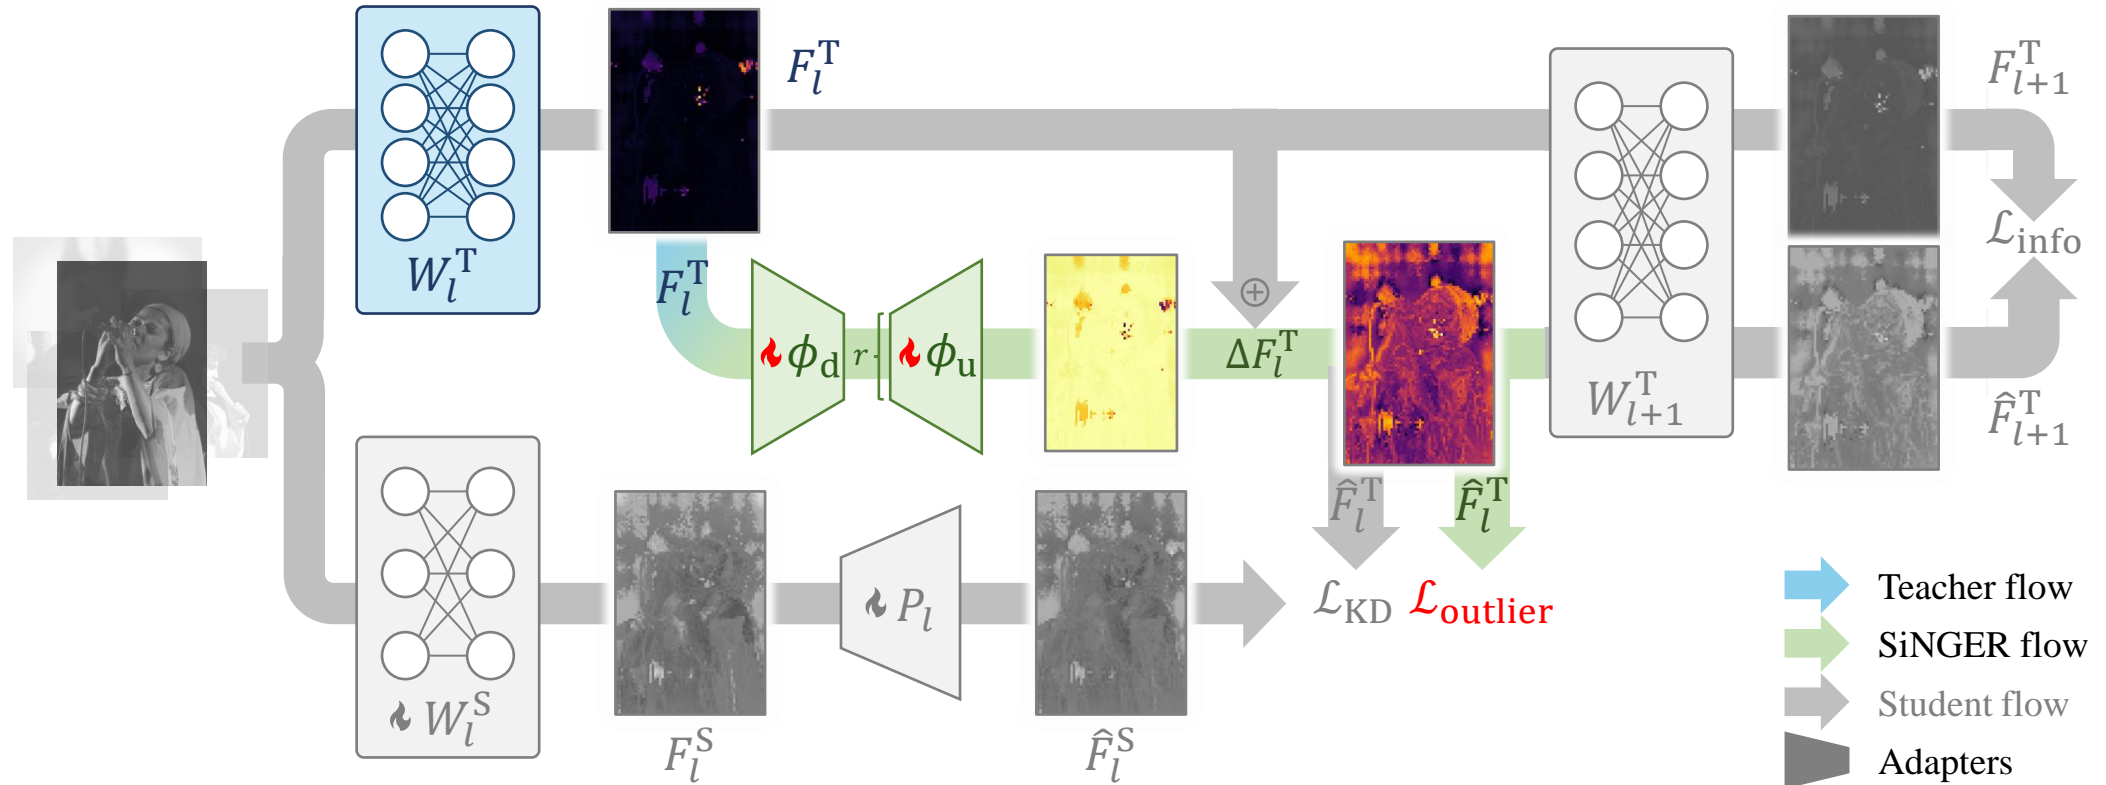 W_l^T
F_l^T
F_l^T
ϕ_d
r
ϕ_u
ΔF_l^T
⊕
F̂_l^T
F̂_l^T
W_{l+1}^T
F_{l+1}^T
ℒ_info
F̂_{l+1}^T
W_l^S
F_l^S
P_l
F̂_l^S
ℒ_KD
ℒ_outlier
Teacher flow
SiNGER flow
Student flow
Adapters